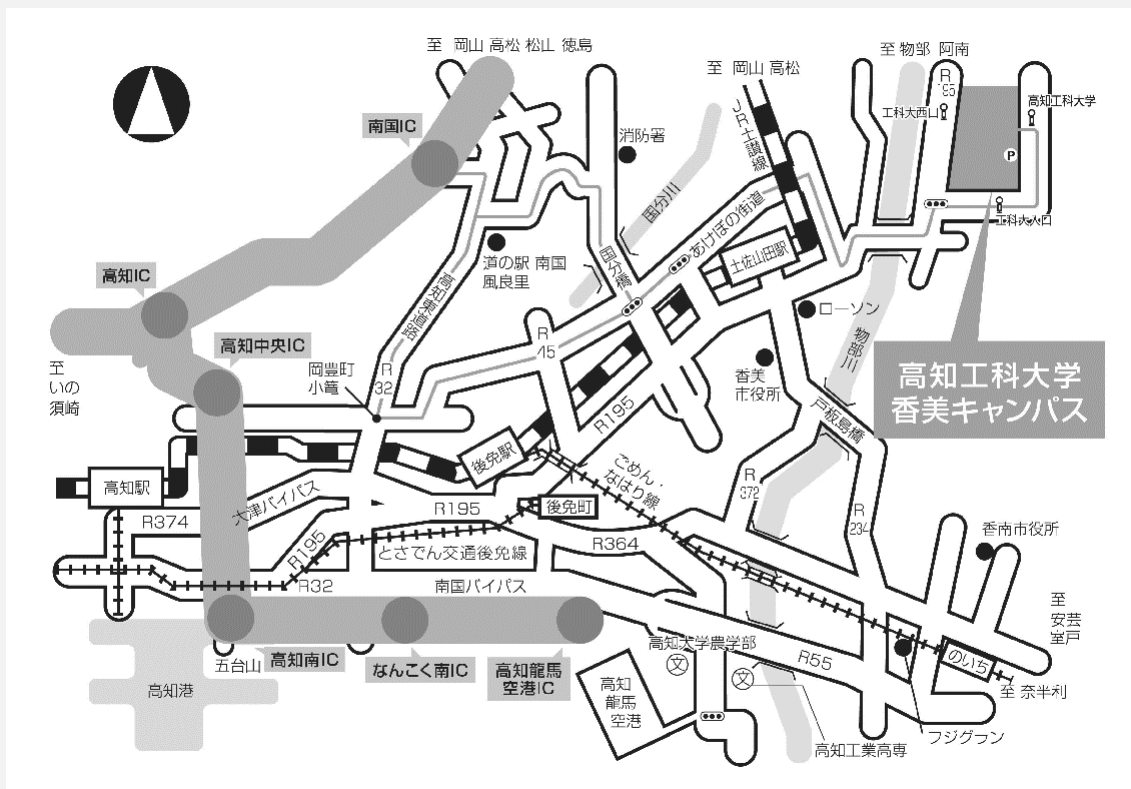 至 岡山 高松 松山 徳島
至 岡山 高松
至 物部 阿南
R
195
高知工科大学
工科大西口
P
工科大入口
南国IC
消防署
JR土讃線
国分川
あけぼの街道
国分橋
土佐山田駅
道の駅 南国
風良里
高知東道路
高知IC
ローソン
物部川
高知中央IC
至
いの
須崎
岡豊町
小籠
R
32
R
45
香美
市役所
高知工科大学
香美キャンパス
戸板島橋
R195
後免駅
ごめん・
なはり線
高知駅
大津バイパス
R374
R195
後免町
R
372
R
234
R195
とさでん交通後免線
R364
香南市役所
R32
南国バイパス
至
安芸
室戸
五台山
高知南IC
なんこく南IC
高知龍馬
空港IC
高知大学農学部
文
R55
のいち
至 奈半利
高知港
高知
龍馬
空港
文
高知工業高専
フジグラン